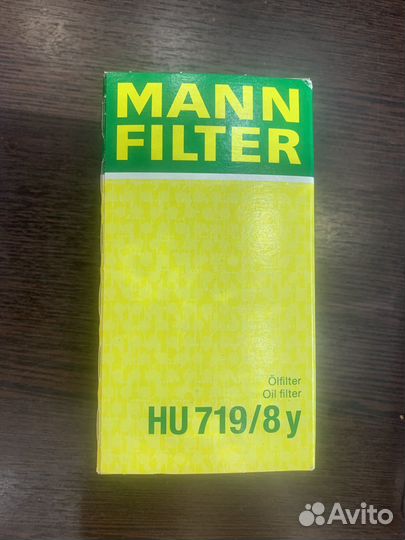 MANN
FILTER
Ölfilter
Oil filter
HU 719/8 y
Avito